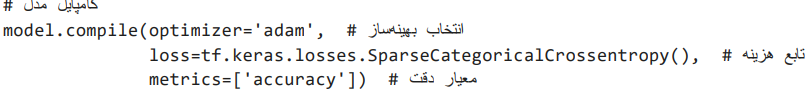 # کامپایل مدل
model.compile(optimizer='adam',  # انتخاب بهینه‌ساز
              loss=tf.keras.losses.SparseCategoricalCrossentropy(),  # تابع هزینه
              metrics=['accuracy'])  # معیار دقت